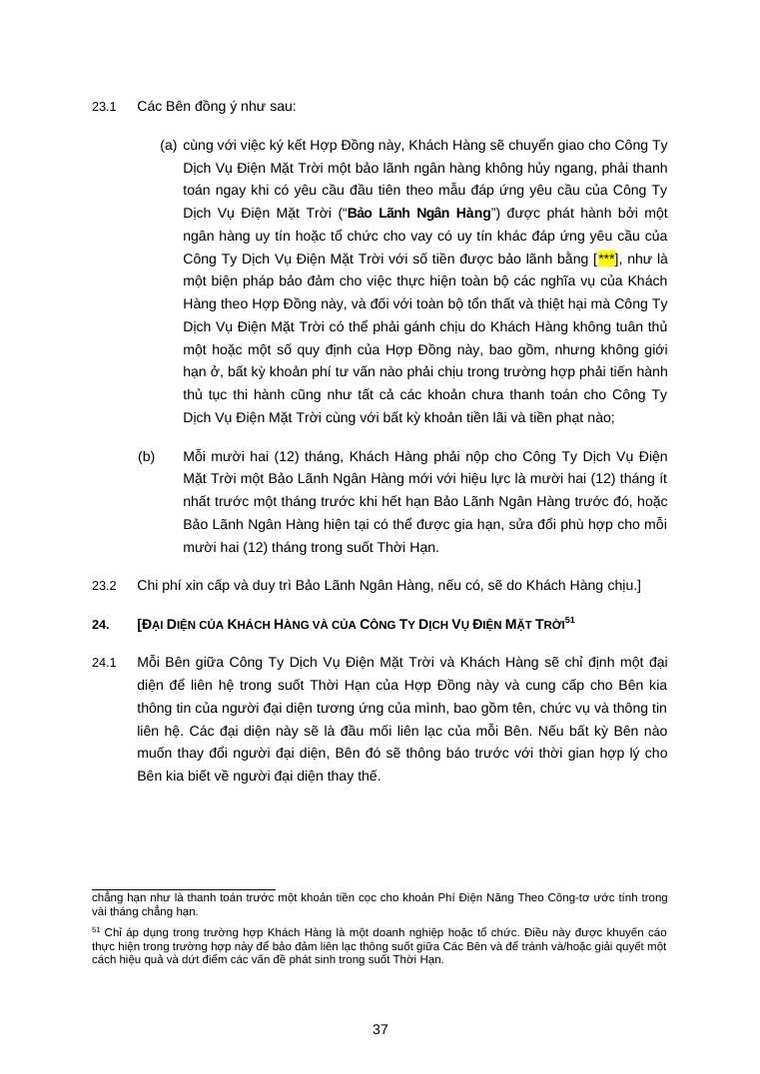 23.1 Các Bên đồng ý như sau:
(a) cùng với việc ký kết Hợp Đồng này, Khách Hàng sẽ chuyển giao cho Công Ty
Dịch Vụ Điện Mặt Trời một bảo lãnh ngân hàng không hủy ngang, phải thanh
toán ngay khi có yêu cầu đầu tiên theo mẫu đáp ứng yêu cầu của Công Ty
Dịch Vụ Điện Mặt Trời (“Bảo Lãnh Ngân Hàng”) được phát hành bởi một
ngân hàng uy tín hoặc tổ chức cho vay có uy tín khác đáp ứng yêu cầu của
Công Ty Dịch Vụ Điện Mặt Trời với số tiền được bảo lãnh bằng [***], như là
một biện pháp bảo đảm cho việc thực hiện toàn bộ các nghĩa vụ của Khách
Hàng theo Hợp Đồng này, và đối với toàn bộ tổn thất và thiệt hại mà Công Ty
Dịch Vụ Điện Mặt Trời có thể phải gánh chịu do Khách Hàng không tuân thủ
một hoặc một số quy định của Hợp Đồng này, bao gồm, nhưng không giới
hạn ở, bất kỳ khoản phí tư vấn nào phải chịu trong trường hợp phải tiến hành
thủ tục thi hành cũng như tất cả các khoản chưa thanh toán cho Công Ty
Dịch Vụ Điện Mặt Trời cùng với bất kỳ khoản tiền lãi và tiền phạt nào;
(b) Mỗi mười hai (12) tháng, Khách Hàng phải nộp cho Công Ty Dịch Vụ Điện
Mặt Trời một Bảo Lãnh Ngân Hàng mới với hiệu lực là mười hai (12) tháng ít
nhất trước một tháng trước khi hết hạn Bảo Lãnh Ngân Hàng trước đó, hoặc
Bảo Lãnh Ngân Hàng hiện tại có thể được gia hạn, sửa đổi phù hợp cho mỗi
mười hai (12) tháng trong suốt Thời Hạn.
23.2 Chi phí xin cấp và duy trì Bảo Lãnh Ngân Hàng, nếu có, sẽ do Khách Hàng chịu.]
24. [ĐẠI DIỆN CỦA KHÁCH HÀNG VÀ CỦA CÔNG TY DỊCH VỤ ĐIỆN MẶT TRỜI51
24.1 Mỗi Bên giữa Công Ty Dịch Vụ Điện Mặt Trời và Khách Hàng sẽ chỉ định một đại
diện để liên hệ trong suốt Thời Hạn của Hợp Đồng này và cung cấp cho Bên kia
thông tin của người đại diện tương ứng của mình, bao gồm tên, chức vụ và thông tin
liên hệ. Các đại diện này sẽ là đầu mối liên lạc của mỗi Bên. Nếu bất kỳ Bên nào
muốn thay đổi người đại diện, Bên đó sẽ thông báo trước với thời gian hợp lý cho
Bên kia biết về người đại diện thay thế.
chẳng hạn như là thanh toán trước một khoản tiền cọc cho khoản Phí Điện Năng Theo Công-tơ ước tính trong
vài tháng chẳng hạn.
51 Chỉ áp dụng trong trường hợp Khách Hàng là một doanh nghiệp hoặc tổ chức. Điều này được khuyến cáo
thực hiện trong trường hợp này để bảo đảm liên lạc thông suốt giữa Các Bên và để tránh và/hoặc giải quyết một
cách hiệu quả và dứt điểm các vấn đề phát sinh trong suốt Thời Hạn.
37